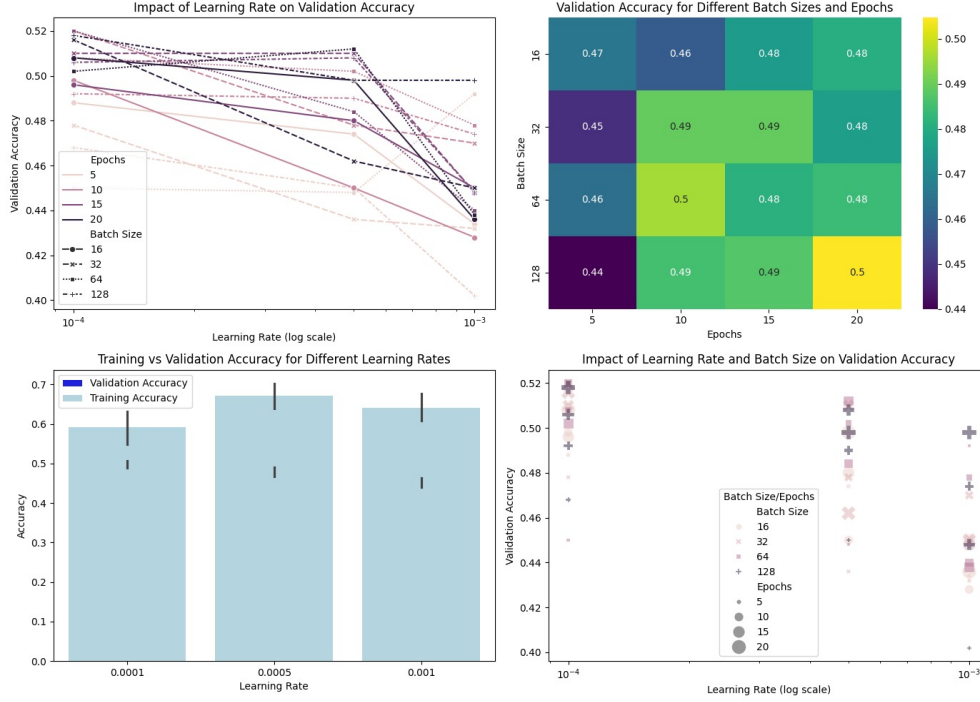 Impact of Learning Rate on Validation Accuracy
Validation Accuracy
0.52
0.50
0.48
0.46
0.44
0.42
0.40
Epochs
5
10
15
20
Batch Size
16
32
64
128
10⁻⁴
10⁻³
Learning Rate (log scale)
Validation Accuracy for Different Batch Sizes and Epochs
Batch Size
16
32
64
128
0.47 0.46 0.48 0.48
0.45 0.49 0.49 0.48
0.46 0.5 0.48 0.48
0.44 0.49 0.49 0.5
5 10 15 20
Epochs
0.50
0.49
0.48
0.47
0.46
0.45
0.44
Training vs Validation Accuracy for Different Learning Rates
Accuracy
0.7
0.6
0.5
0.4
0.3
0.2
0.1
0.0
Validation Accuracy
Training Accuracy
0.0001 0.0005 0.001
Learning Rate
Impact of Learning Rate and Batch Size on Validation Accuracy
Validation Accuracy
0.52
0.50
0.48
0.46
0.44
0.42
0.40
Batch Size/Epochs
Batch Size
16
32
64
128
Epochs
5
10
15
20
10⁻⁴
10⁻³
Learning Rate (log scale)